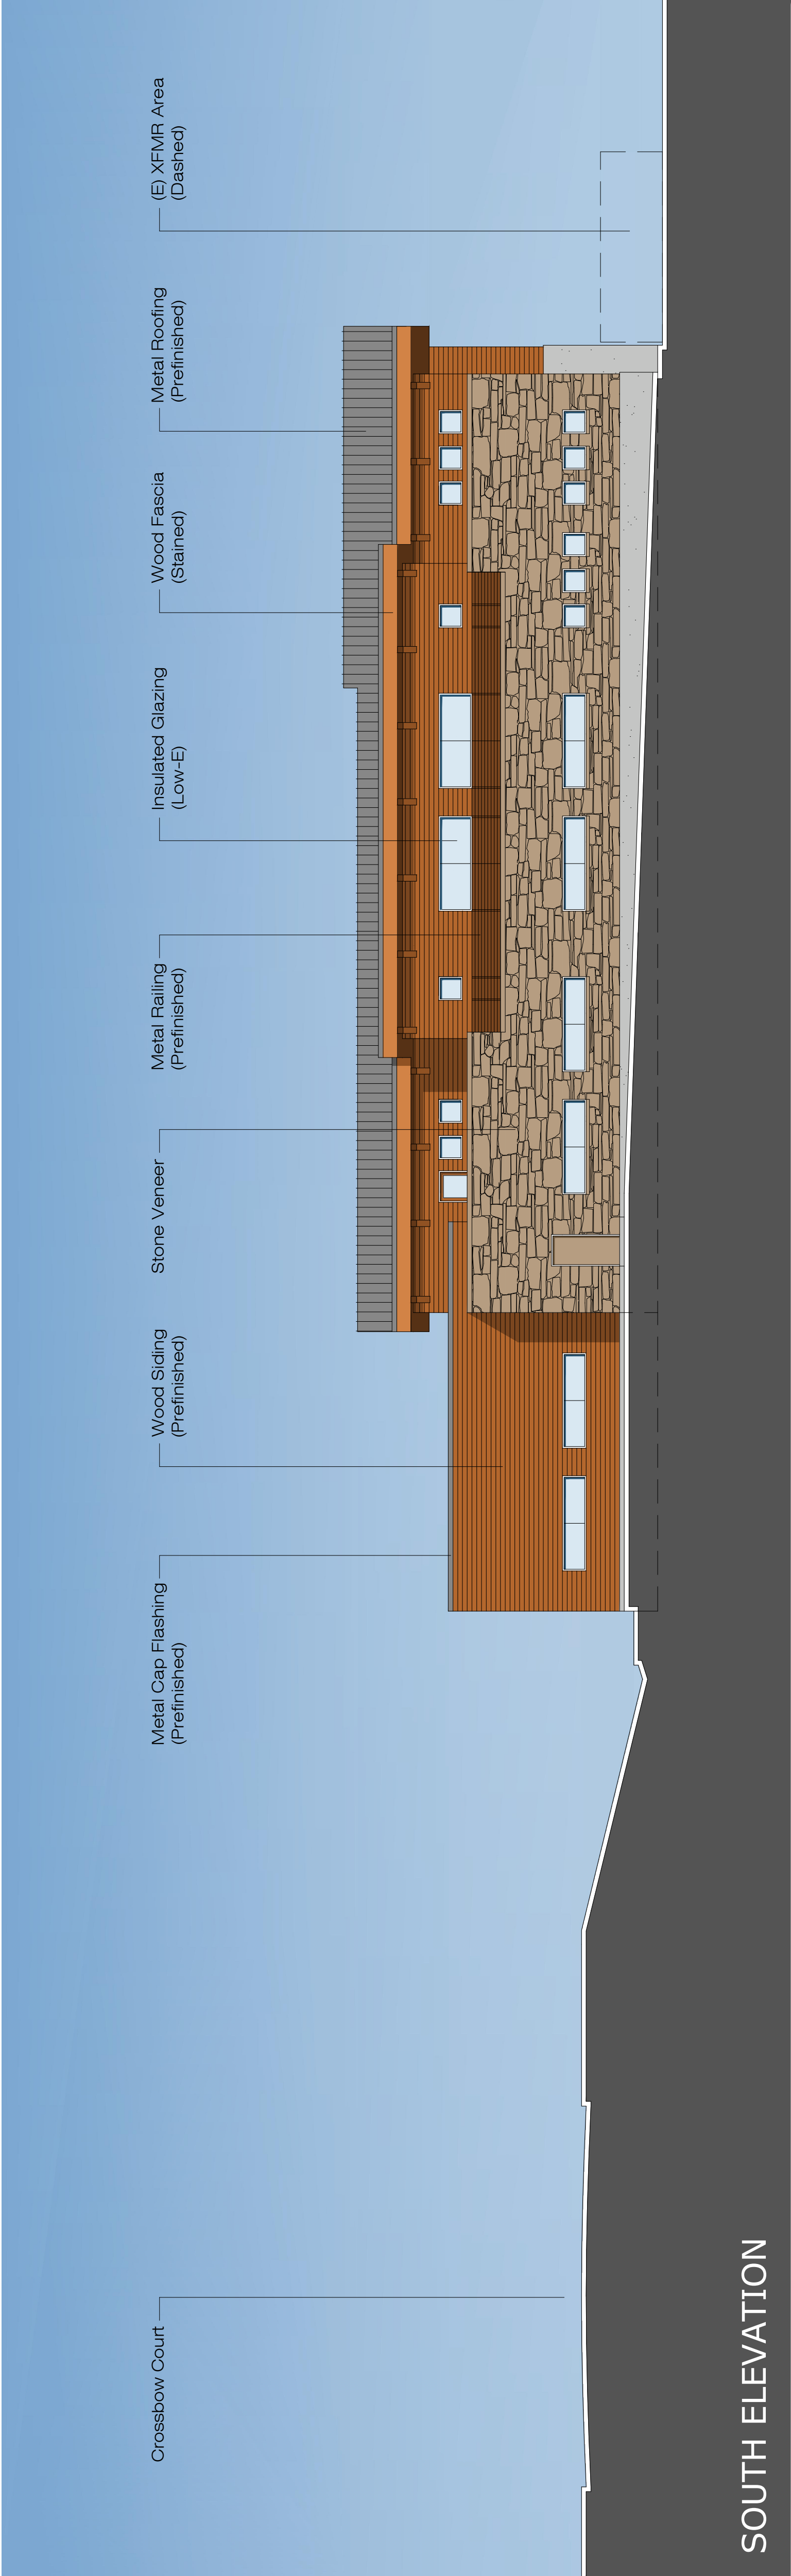 Crossbow Court
Metal Cap Flashing
(Prefinished)
Wood Siding
(Prefinished)
Stone Veneer
Metal Railing
(Prefinished)
Insulated Glazing
(Low-E)
Wood Fascia
(Stained)
Metal Roofing
(Prefinished)
(E) XFMR Area
(Dashed)
SOUTH ELEVATION